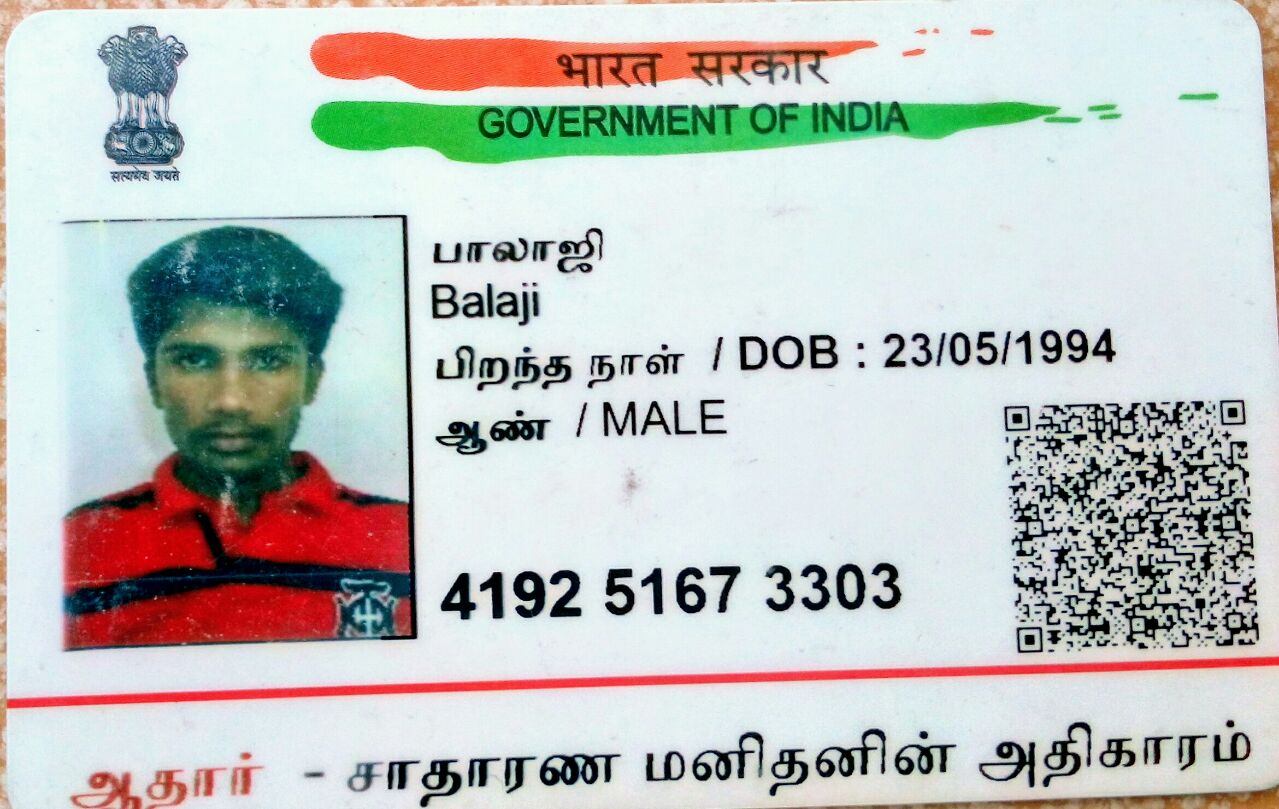 भारत सरकार
GOVERNMENT OF INDIA
सत्यमेव जयते
பாலாஜி
Balaji
பிறந்த நாள் / DOB : 23/05/1994
ஆண் / MALE
4192 5167 3303
ஆதார் - சாதாரண மனிதனின் அதிகாரம்